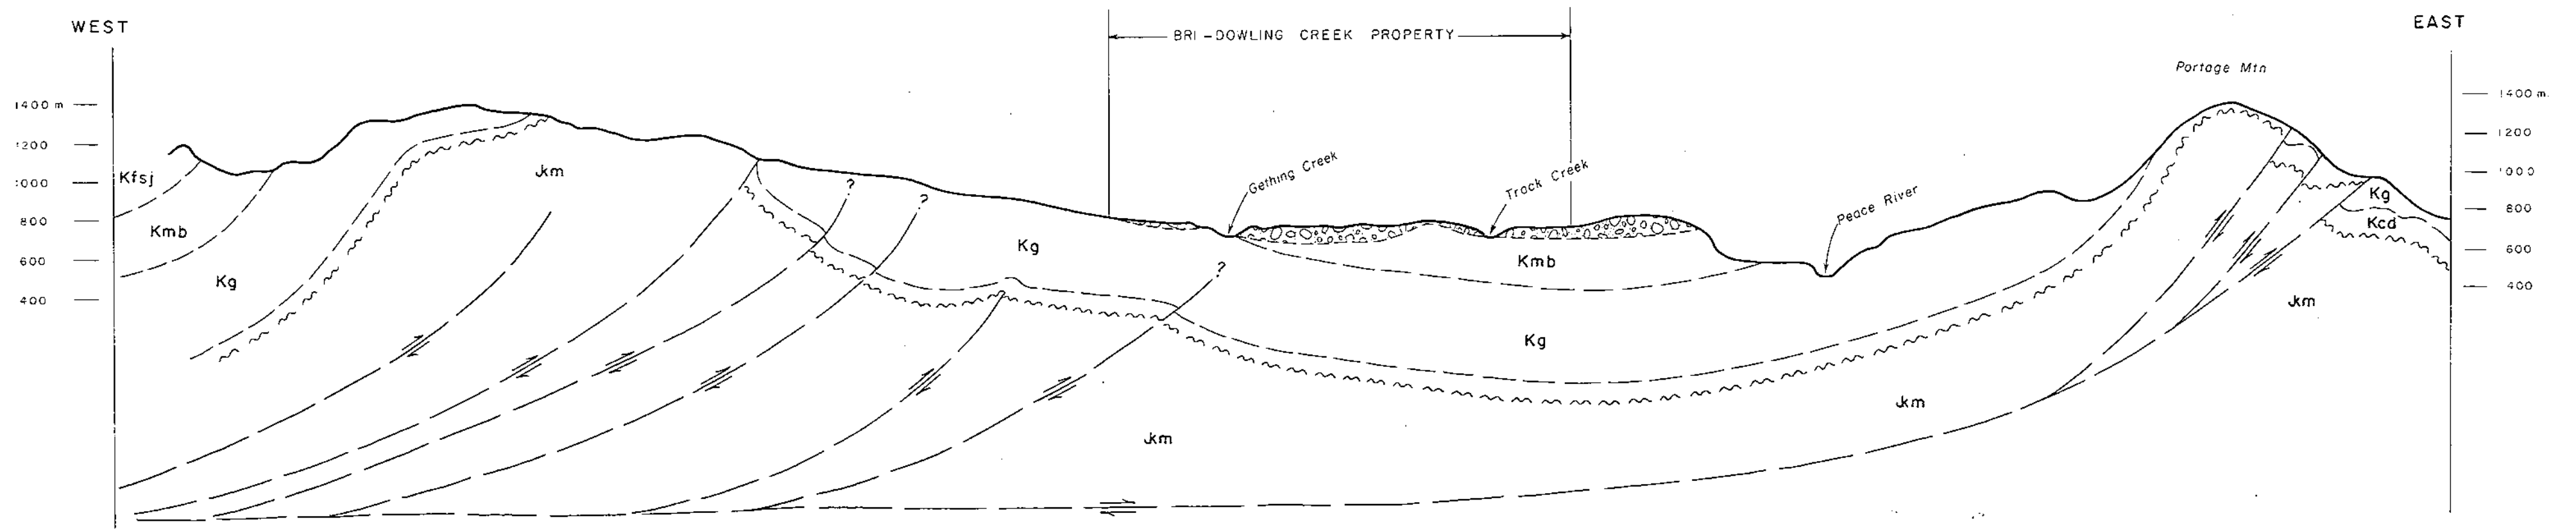 WEST
EAST
BRI-DOWLING CREEK PROPERTY
Portage Mtn
1400 m
1200
1000
800
600
400
1400 m.
1200
1000
800
600
400
Kfsj
Kmb
Kg
Jkm
?
?
Kg
?
Gething Creek
Track Creek
Peace River
Kmb
Kg
Jkm
Jkm
Kg
Kcd
Jkm